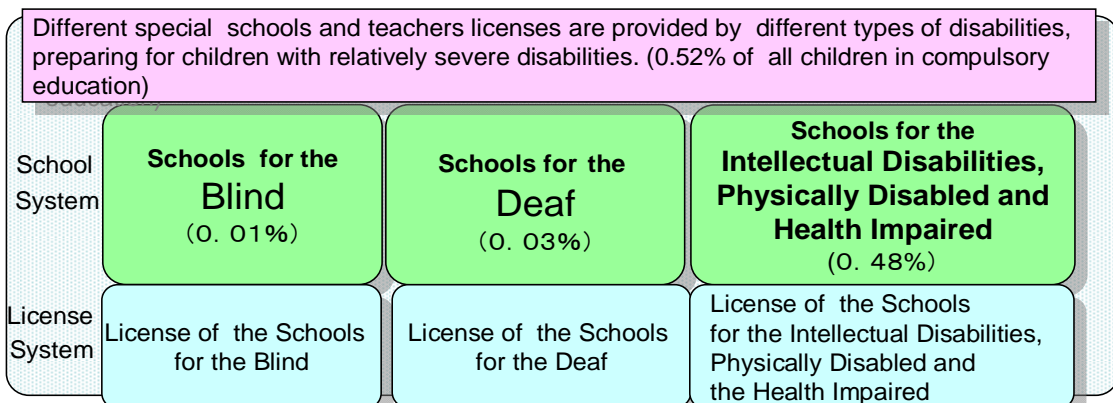 Different special schools and teachers licenses are provided by different types of disabilities,
preparing for children with relatively severe disabilities. (0.52% of all children in compulsory
education)
School
System
Schools for the
Blind
(0. 01%)
Schools for the
Deaf
(0. 03%)
Schools for the
Intellectual Disabilities,
Physically Disabled and
Health Impaired
(0. 48%)
License
System
License of the Schools
for the Blind
License of the Schools
for the Deaf
License of the Schools
for the Intellectual Disabilities,
Physically Disabled and
the Health Impaired